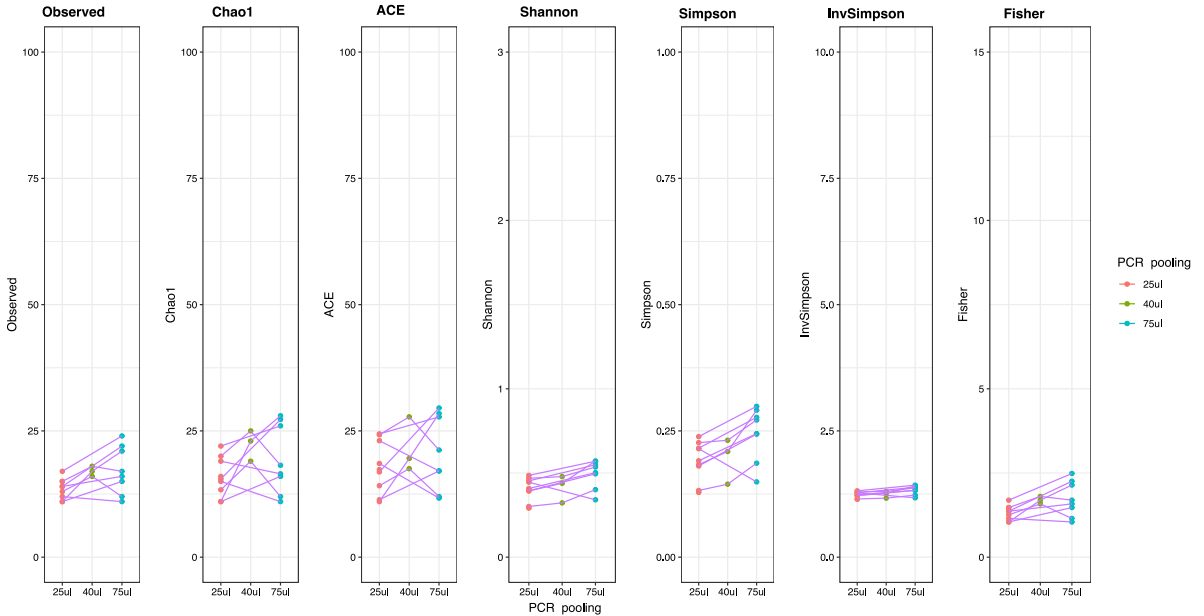 Observed
Chao1
ACE
Shannon
Simpson
InvSimpson
Fisher
100
75
50
25
0
Observed
25ul 40ul 75ul
100
75
50
25
0
Chao1
25ul 40ul 75ul
100
75
50
25
0
ACE
25ul 40ul 75ul
3
2
1
0
Shannon
25ul 40ul 75ul
1.00
0.75
0.50
0.25
0.00
Simpson
25ul 40ul 75ul
10.0
7.5
5.0
2.5
0.0
InvSimpson
25ul 40ul 75ul
15
10
5
0
Fisher
25ul 40ul 75ul
PCR pooling
PCR pooling
25ul
40ul
75ul